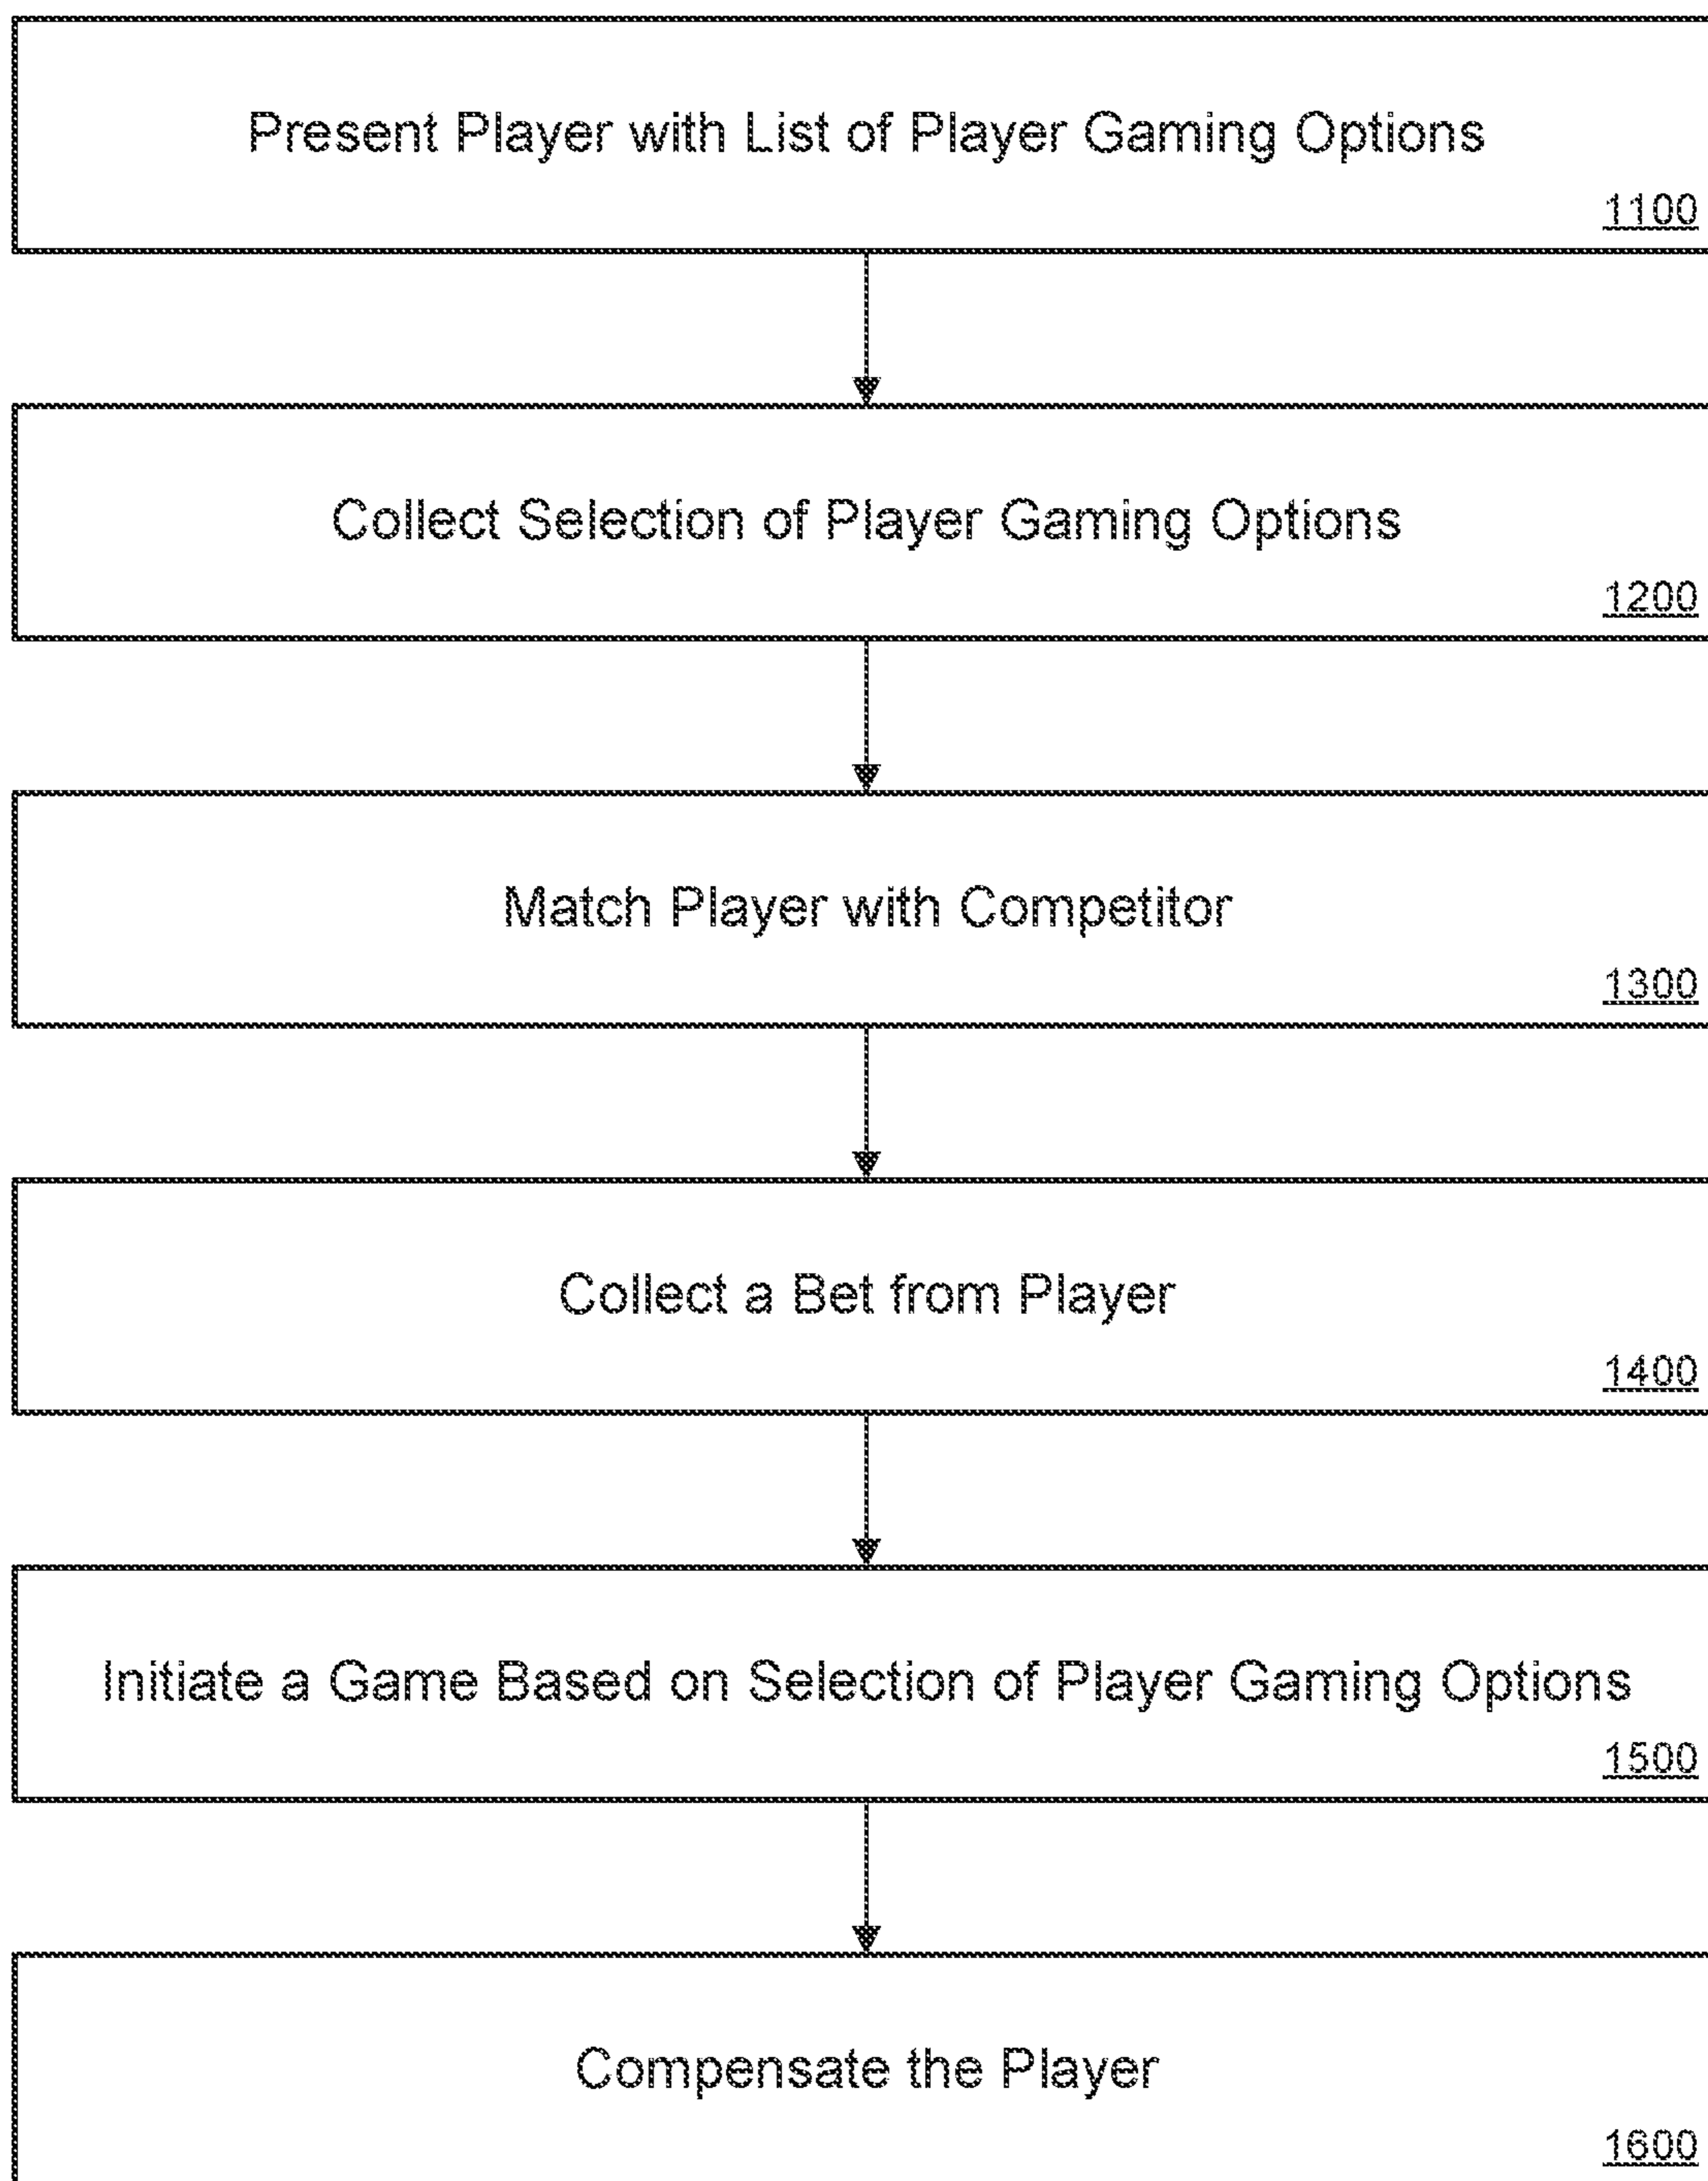 Present Player with List of Player Gaming Options
1100
Collect Selection of Player Gaming Options
1200
Match Player with Competitor
1300
Collect a Bet from Player
1400
Initiate a Game Based on Selection of Player Gaming Options
1500
Compensate the Player
1600